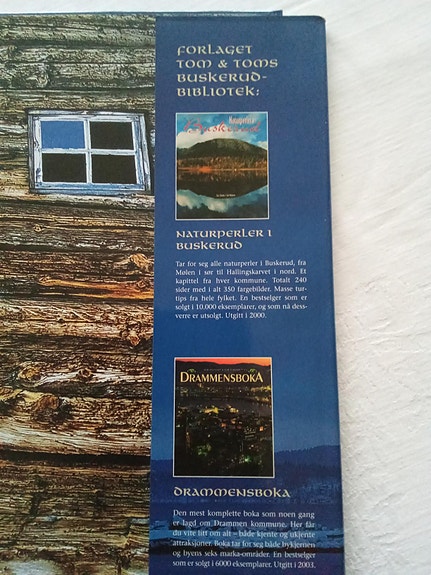 FORLAGET
TOM & TOMS
BUSKERUD-
BIBLIOTEK:
Naturperler i
Buskerud
NATURPERLER I
BUSKERUD
Tar for seg alle naturperler i Buskerud, fra
Mølen i sør til Hallingskarvet i nord. Et
kapittel fra hver kommune. Totalt 240
sider med i alt 350 fargebilder. Masse tur-
tips fra hele fylket. En bestselger som er
solgt i 10.000 eksemplarer, og som nå dess-
verre er utsolgt. Utgitt i 2000.
DRAMMENSBOKA
DRAMMENSBOKA
Den mest komplette boka som noen gang
er lagd om Drammen kommune. Her får
du vite litt om alt – både kjente og ukjente
attraksjoner. Boka tar for seg både bykjernen
og byens seks marka-områder. En bestselger
som er solgt i 6000 eksemplarer. Utgitt i 2003.